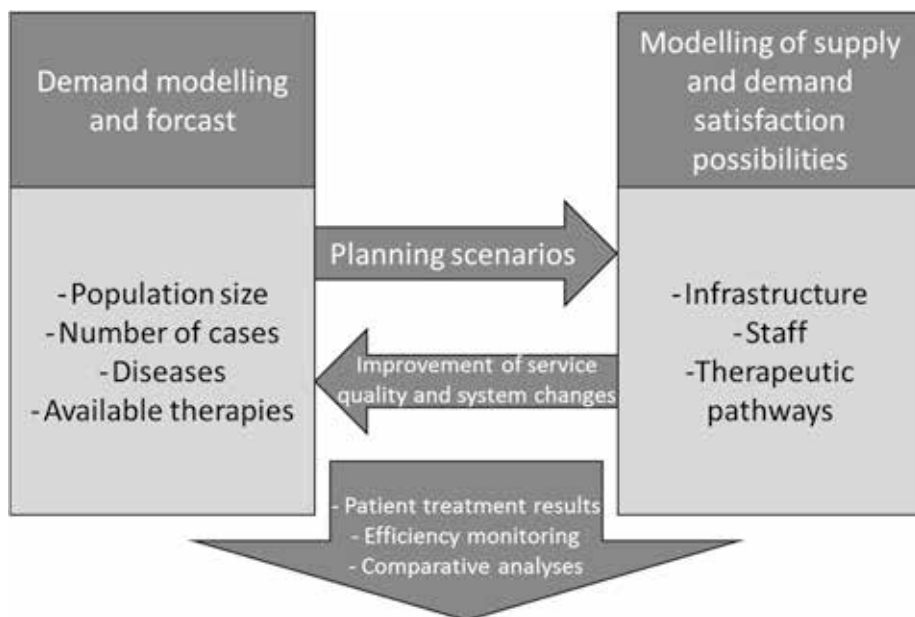 Demand modelling
and forcast
-Population size
-Number of cases
-Diseases
-Available therapies
Planning scenarios
Improvement of service
quality and system changes
Modelling of supply
and demand
satisfaction
possibilities
-Infrastructure
-Staff
-Therapeutic
pathways
- Patient treatment results
- Efficiency monitoring
- Comparative analyses